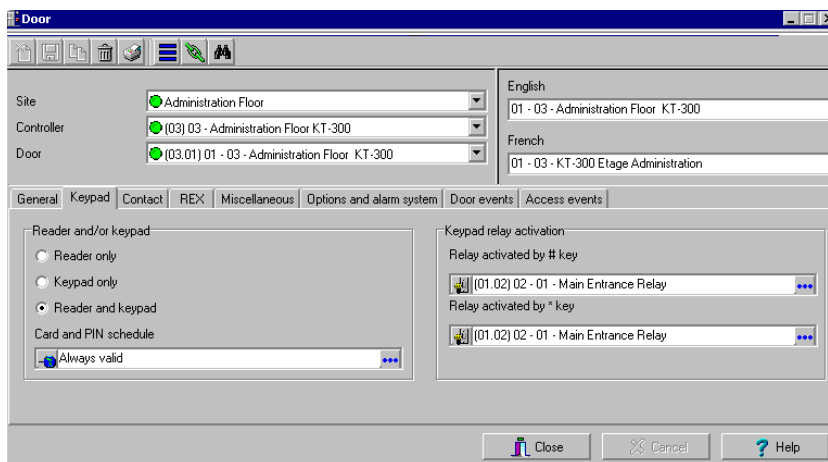 Door
English
Site
Administration Floor
01 - 03 - Administration Floor KT-300
Controller
(03) 03 - Administration Floor KT-300
French
Door
(03.01) 01 - 03 - Administration Floor KT-300
01 - 03 - KT-300 Etage Administration
General Keypad Contact REX Miscellaneous Options and alarm system Door events Access events
Reader and/or keypad
Reader only
Keypad only
Reader and keypad
Card and PIN schedule
Always valid
Keypad relay activation
Relay activated by # key
(01.02) 02 - 01 - Main Entrance Relay
Relay activated by * key
(01.02) 02 - 01 - Main Entrance Relay
Close Cancel Help